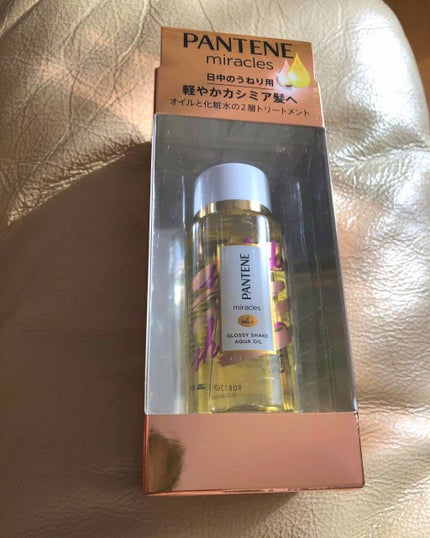 PANTENE
miracles
日中のうねり用
軽やかカシミア髪へ
オイルと化粧水の2層トリートメント
PANTENE
miracles
PRO-V
GLOSSY SHAKE
AQUA OIL